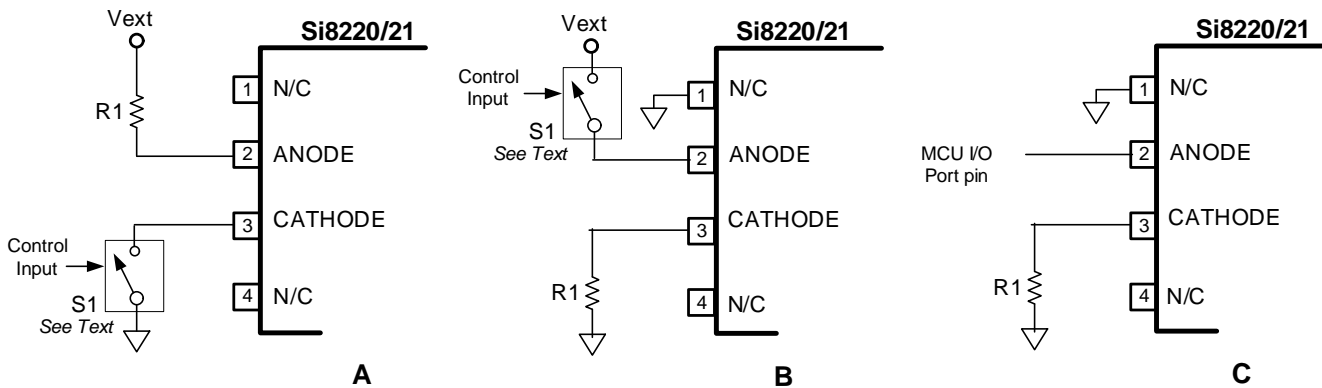 Vext
Si8220/21
1 N/C
R1
2 ANODE
3 CATHODE
Control
Input
S1
See Text
4 N/C
A
Vext
Si8220/21
Control
Input
1 N/C
S1
See Text
2 ANODE
3 CATHODE
R1
4 N/C
B
Si8220/21
1 N/C
MCU I/O
Port pin
2 ANODE
3 CATHODE
R1
4 N/C
C